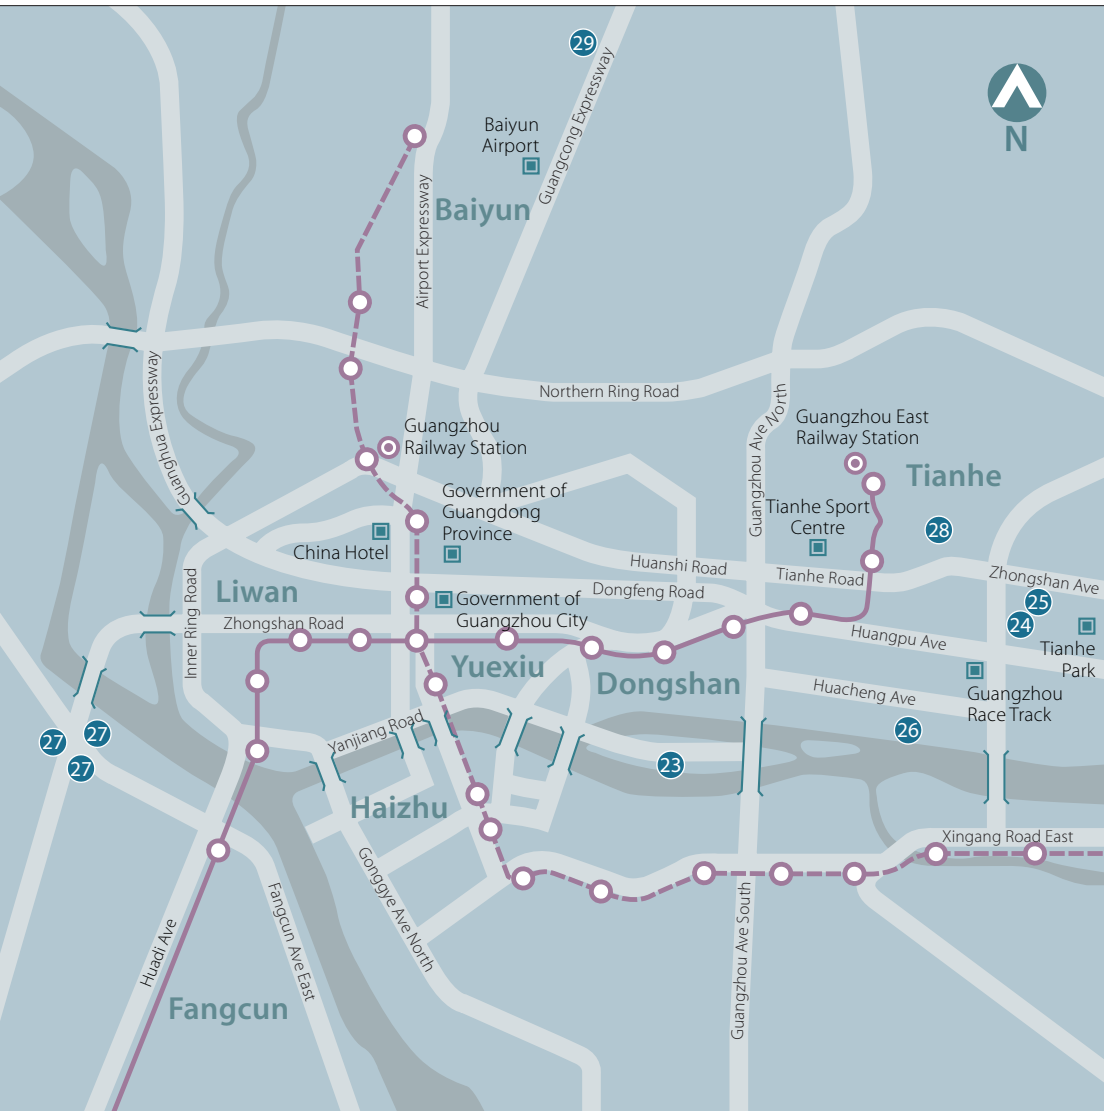 29
N
Baiyun
Airport
Guangcong Expressway
Baiyun
Airport Expressway
Northern Ring Road
Guanghua Expressway
Guangzhou Ave North
Guangzhou East
Railway Station
Guangzhou
Railway Station
Tianhe
Government of
Guangdong
Province
Tianhe Sport
Centre
28
China Hotel
Huanshi Road
Tianhe Road
Zhongshan Ave
Liwan
Inner Ring Road
Dongfeng Road
Government of
Guangzhou City
Zhongshan Road
25
24
Huangpu Ave
Tianhe
Park
Yuexiu
Dongshan
Huacheng Ave
Guangzhou
Race Track
Yanjiang Road
27
27
27
26
23
Haizhu
Xingang Road East
Gonggye Ave North
Huadi Ave
Fangcun Ave East
Guangzhou Ave South
Fangcun